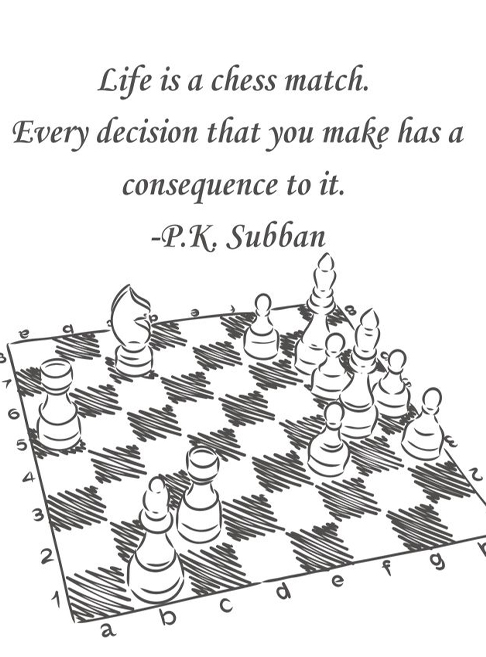 Life is a chess match.
Every decision that you make has a
consequence to it.
-P.K. Subban
8
7
6
5
4
3
2
1
a b c d e f g